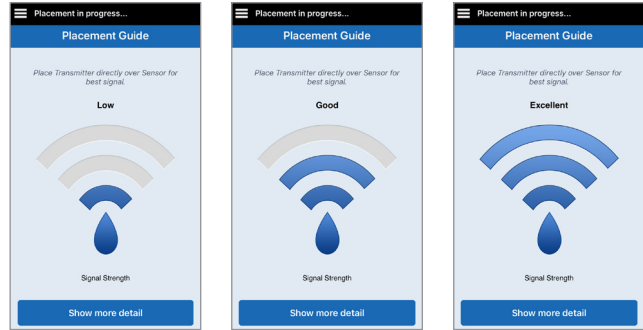 Placement in progress...
Placement Guide
Place Transmitter directly over Sensor for
best signal.
Low
Signal Strength
Show more detail
Placement in progress...
Placement Guide
Place Transmitter directly over Sensor for
best signal.
Good
Signal Strength
Show more detail
Placement in progress...
Placement Guide
Place Transmitter directly over Sensor for
best signal.
Excellent
Signal Strength
Show more detail